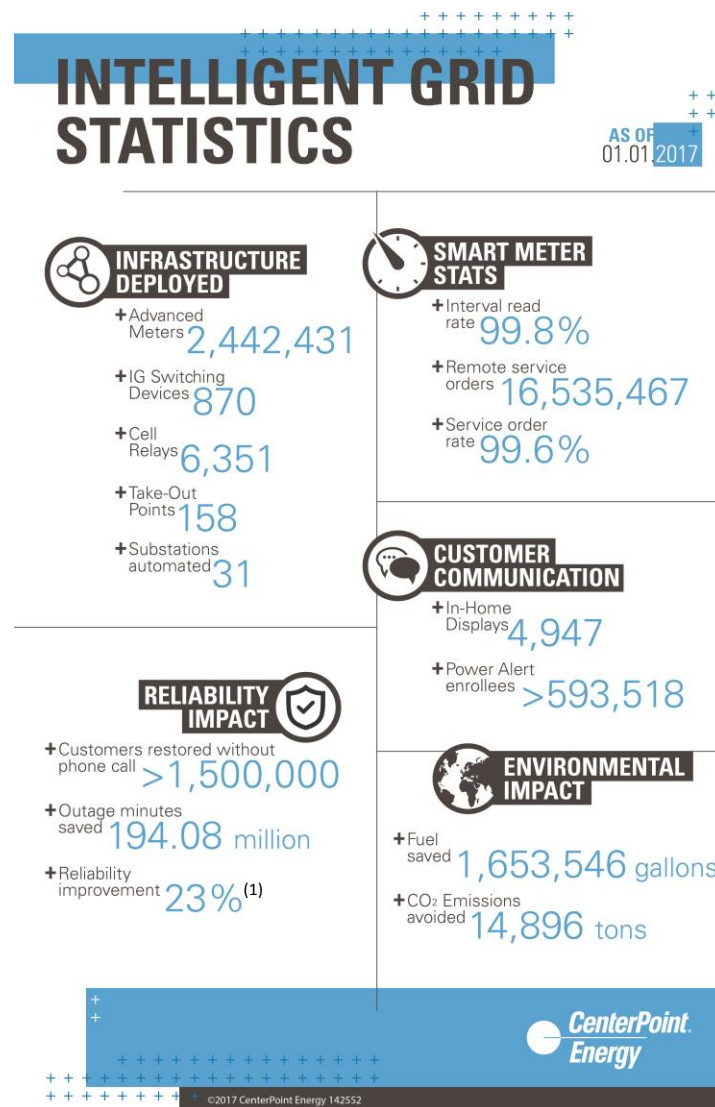 INTELLIGENT GRID
STATISTICS
AS OF
01.01.2017
INFRASTRUCTURE
DEPLOYED
+Advanced
Meters 2,442,431
+IG Switching
Devices 870
+Cell
Relays 6,351
+Take-Out
Points 158
+Substations
automated 31
SMART METER
STATS
+Interval read
rate 99.8%
+Remote service
orders 16,535,467
+Service order
rate 99.6%
CUSTOMER
COMMUNICATION
+In-Home
Displays 4,947
+Power Alert
enrollees >593,518
RELIABILITY
IMPACT
+Customers restored without
phone call >1,500,000
+Outage minutes
saved 194.08 million
+Reliability
improvement 23%(1)
ENVIRONMENTAL
IMPACT
+Fuel
saved 1,653,546 gallons
+CO₂ Emissions
avoided 14,896 tons
CenterPoint.
Energy
©2017 CenterPoint Energy 142552